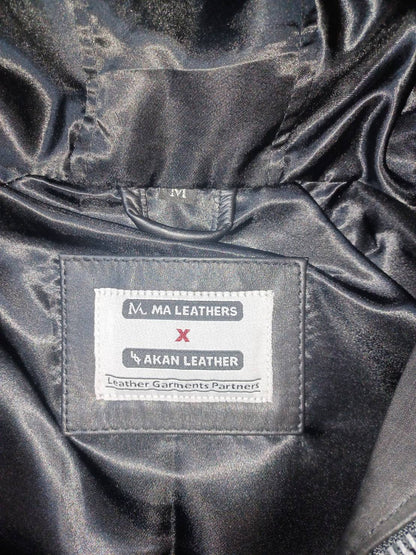 M
M. MA LEATHERS
X
AKAN LEATHER
Leather Garments Partners